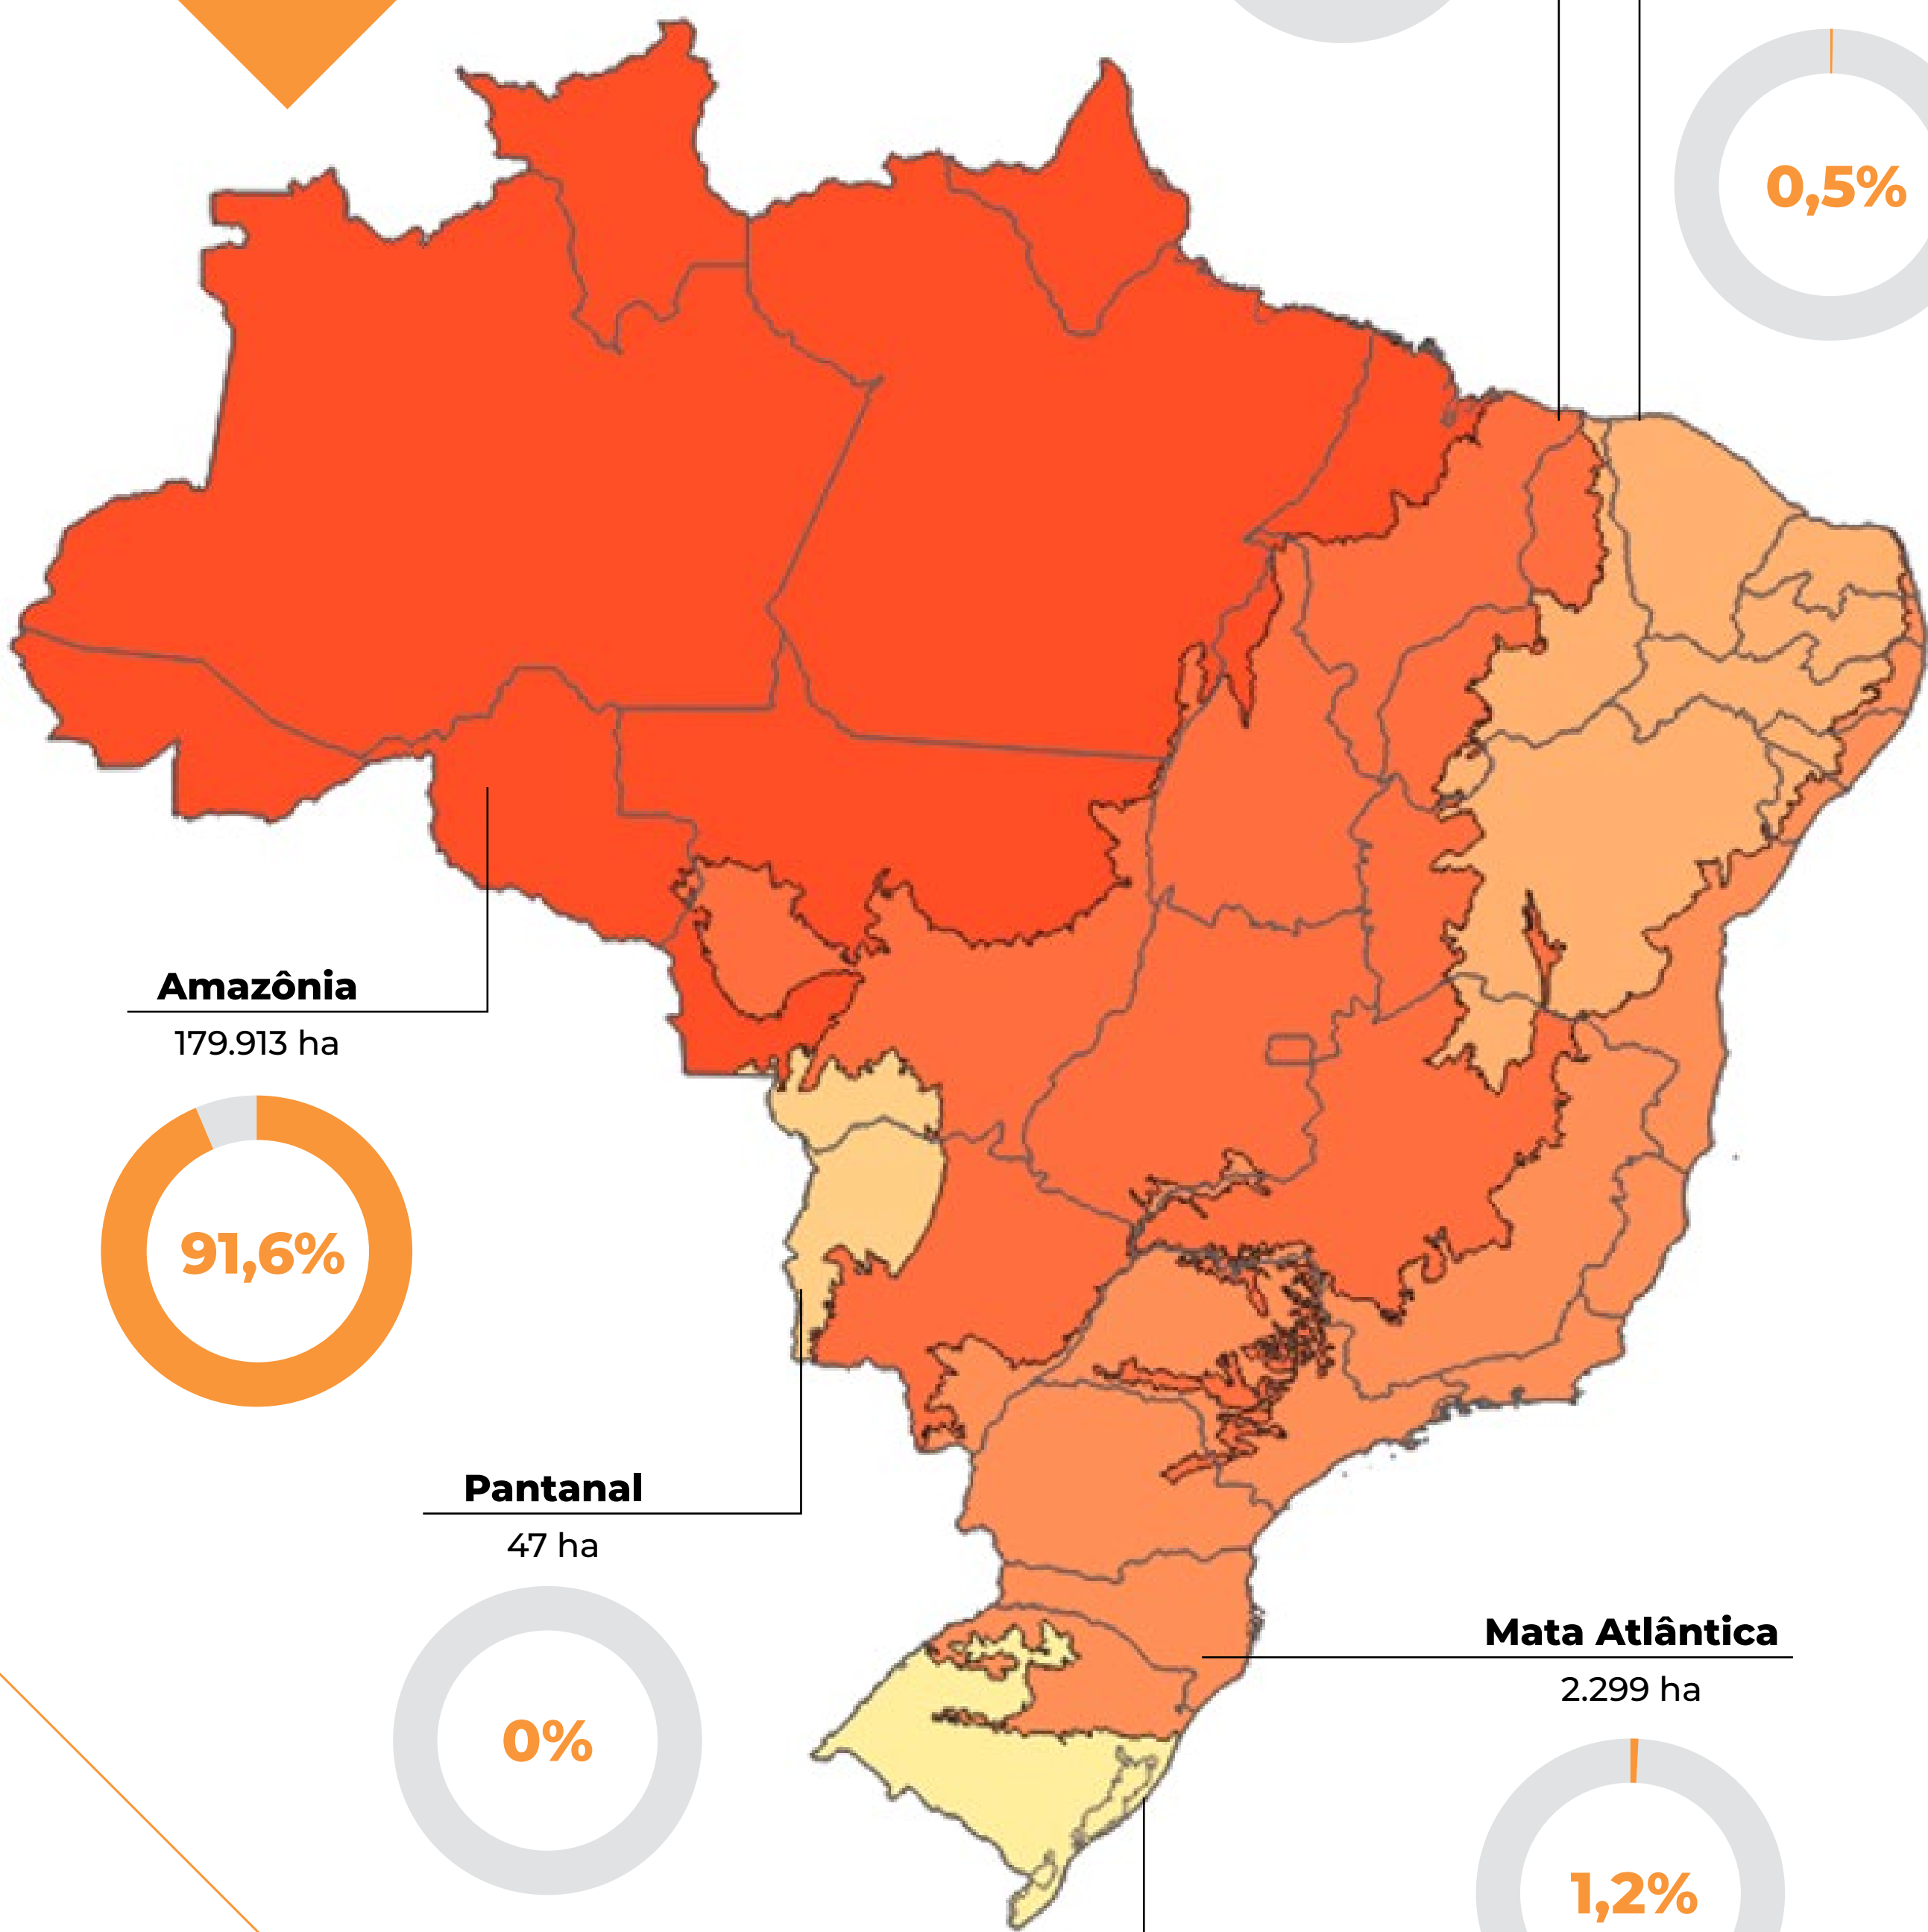 0,5%
Amazônia
179.913 ha
91,6%
Pantanal
47 ha
0%
Mata Atlântica
2.299 ha
1,2%